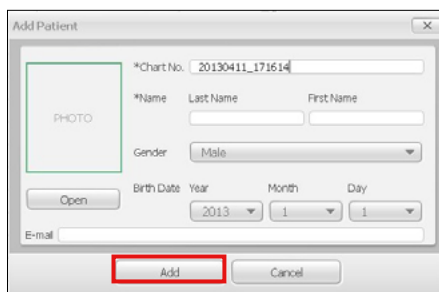 Add Patient
*Chart No. 20130411_171614
*Name Last Name First Name
PHOTO
Gender Male
Birth Date Year Month Day
Open
2013 1 1
E-mail
Add Cancel